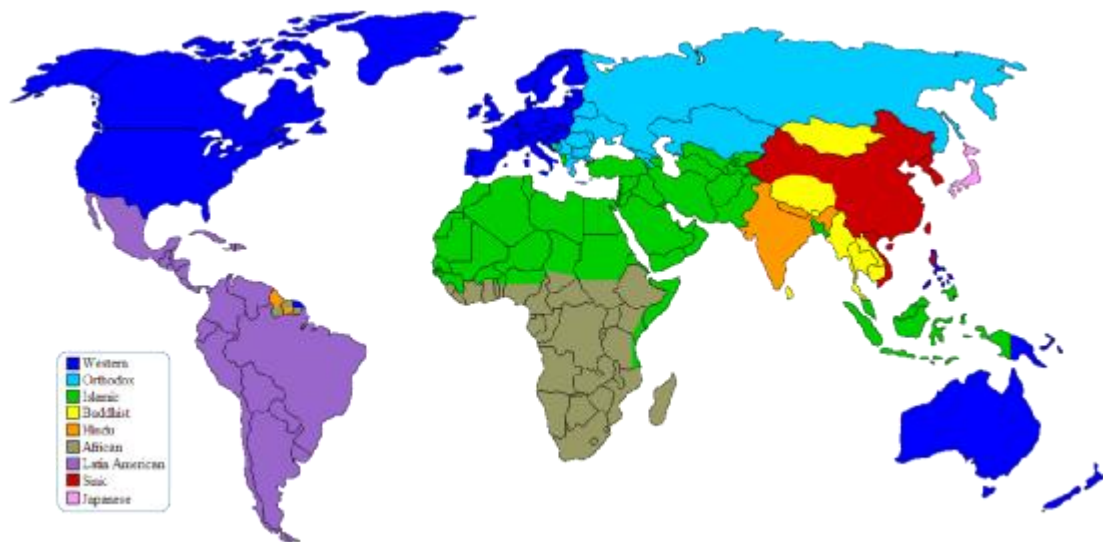 Western
Orthodox
Islamic
Buddhist
Hindu
African
Latin American
Sinic
Japanese